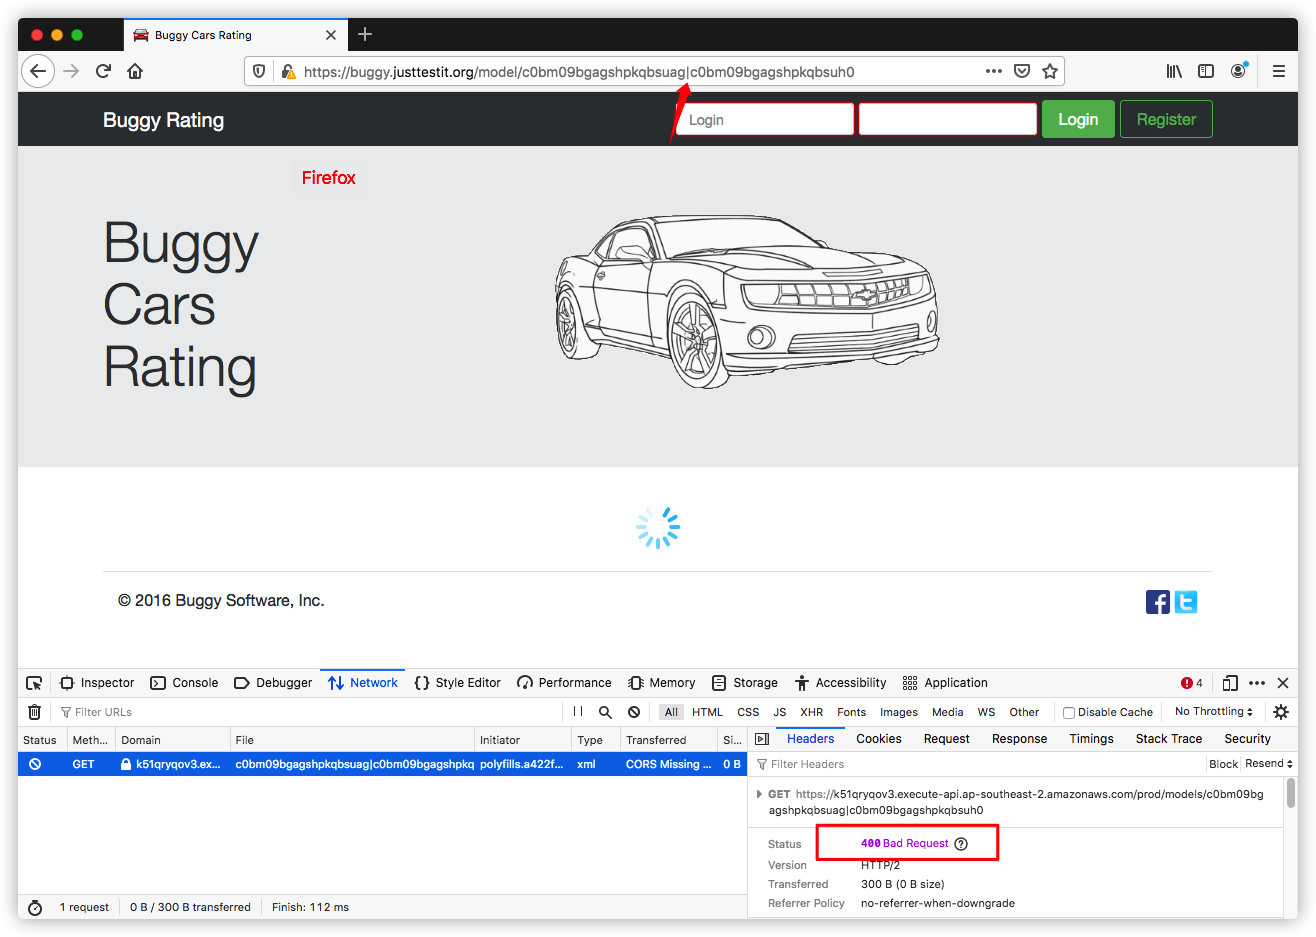 Buggy Cars Rating
https://buggy.justtestit.org/model/c0bm09bgagshpkqbsuag|c0bm09bgagshpkqbsuh0
Buggy Rating
Login
Login
Register
Firefox
Buggy
Cars
Rating
© 2016 Buggy Software, Inc.
Inspector Console Debugger Network Style Editor Performance Memory Storage Accessibility Application 4
Filter URLs All HTML CSS JS XHR Fonts Images Media WS Other Disable Cache No Throttling
Status Meth... Domain File Initiator Type Transferred Si...
Headers Cookies Request Response Timings Stack Trace Security
GET k51qryqov3.ex... c0bm09bgagshpkqbsuag|c0bm09bgagshpkq polyfills.a422f... xml CORS Missing ... 0 B
Filter Headers Block Resend
GET https://k51qryqov3.execute-api.ap-southeast-2.amazonaws.com/prod/models/c0bm09bg
agshpkqbsuag|c0bm09bgagshpkqbsuh0
Status 400 Bad Request ?
Version HTTP/2
Transferred 300 B (0 B size)
Referrer Policy no-referrer-when-downgrade
1 request 0 B / 300 B transferred Finish: 112 ms